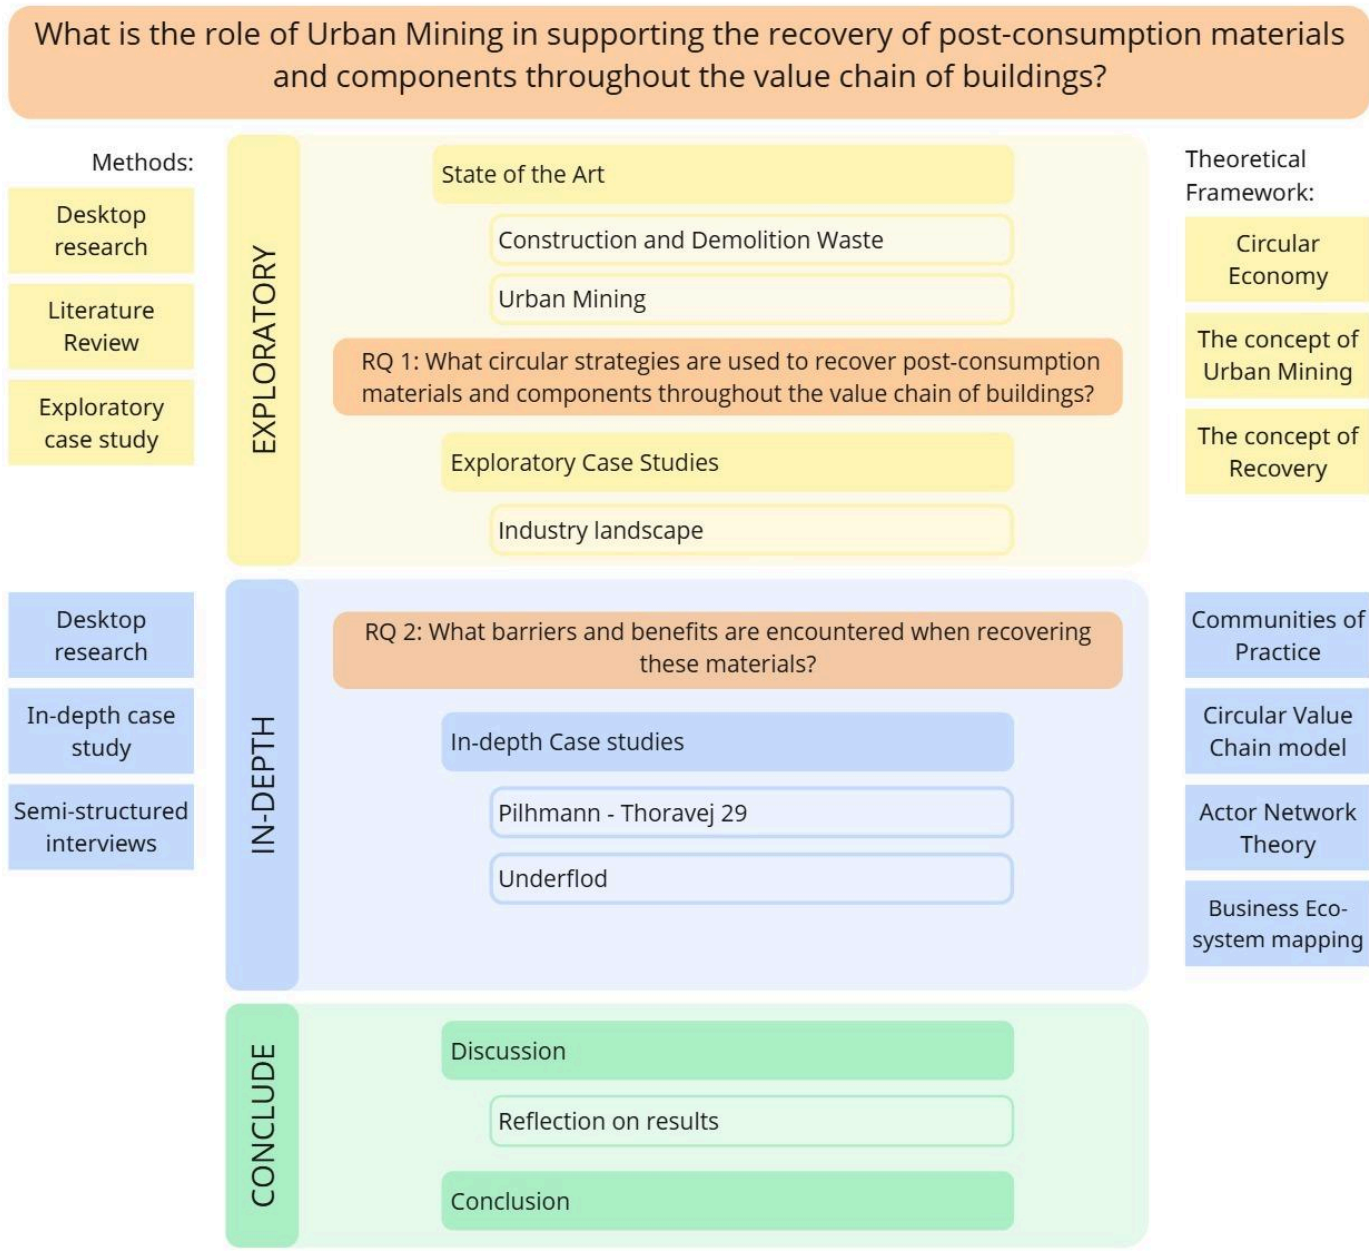 What is the role of Urban Mining in supporting the recovery of post-consumption materials
and components throughout the value chain of buildings?
Methods:
Desktop
research
Literature
Review
Exploratory
case study
EXPLORATORY
State of the Art
Construction and Demolition Waste
Urban Mining
RQ 1: What circular strategies are used to recover post-consumption
materials and components throughout the value chain of buildings?
Exploratory Case Studies
Industry landscape
Theoretical
Framework:
Circular
Economy
The concept of
Urban Mining
The concept of
Recovery
Desktop
research
In-depth case
study
Semi-structured
interviews
IN-DEPTH
RQ 2: What barriers and benefits are encountered when recovering
these materials?
In-depth Case studies
Pilhmann - Thoravej 29
Underflod
Communities of
Practice
Circular Value
Chain model
Actor Network
Theory
Business Eco-
system mapping
CONCLUDE
Discussion
Reflection on results
Conclusion